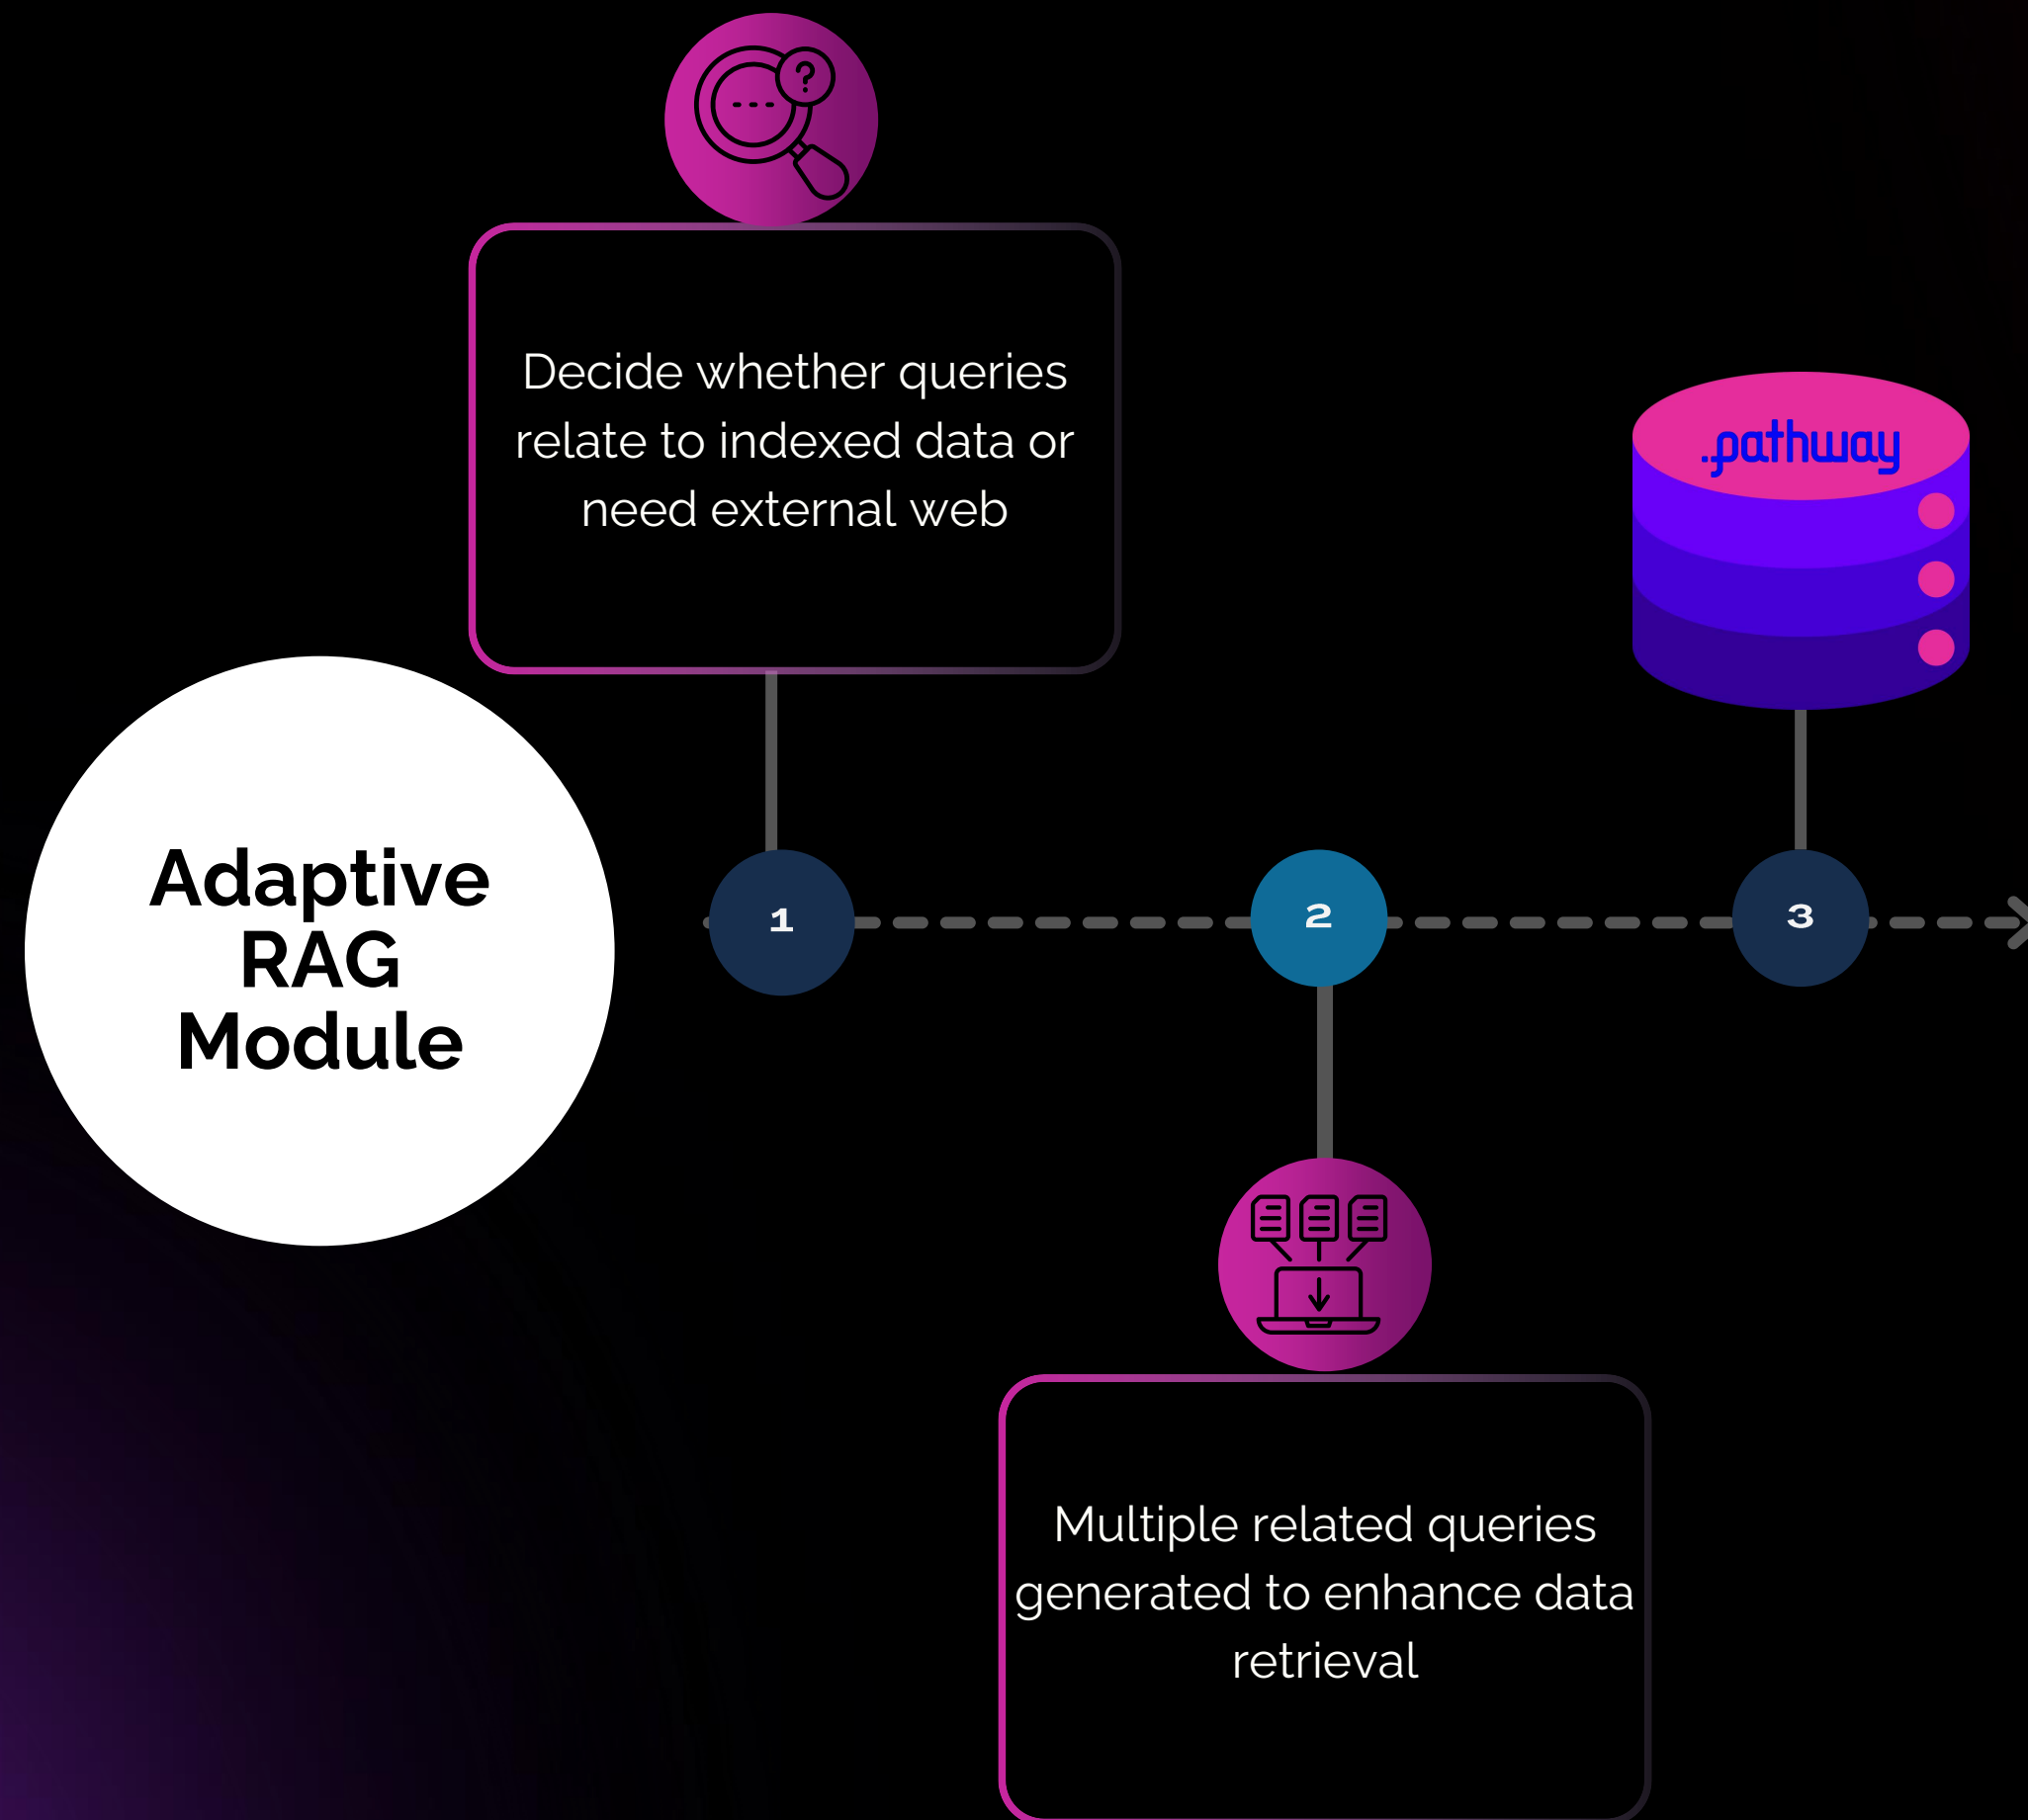 ?
Decide whether queries
relate to indexed data or
need external web
.:pathway
Adaptive
RAG
Module
1
2
3
Multiple related queries
generated to enhance data
retrieval